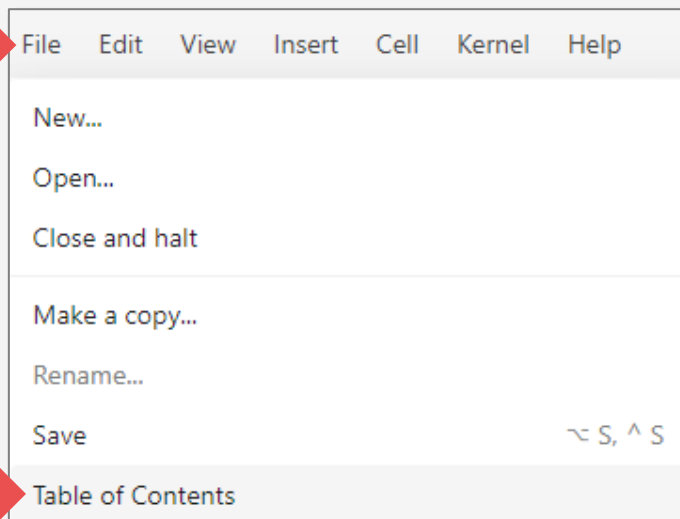 File Edit View Insert Cell Kernel Help
New...
Open...
Close and halt
Make a copy...
Rename...
Save ⌥ S, ^ S
Table of Contents